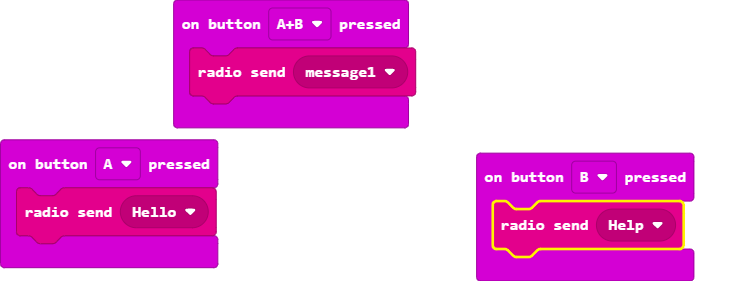 on button A+B pressed
radio send message1
on button A pressed
radio send Hello
on button B pressed
radio send Help